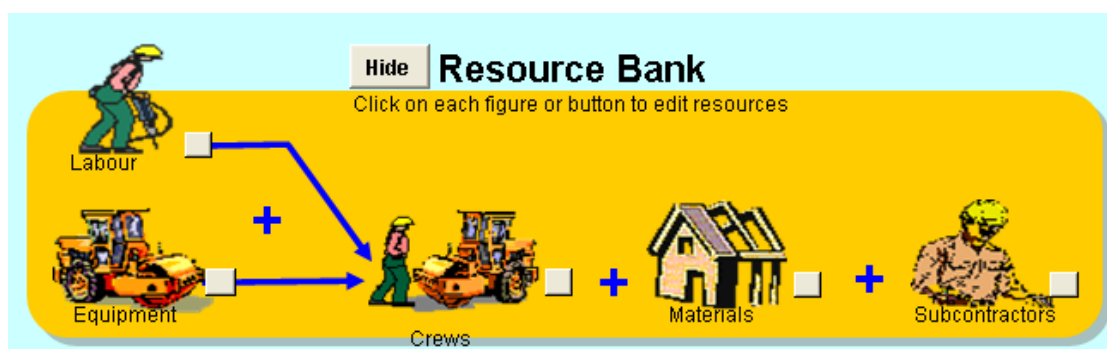 Hide
Resource Bank
Click on each figure or button to edit resources
Labour
+
Equipment
Crews
+
Materials
+
Subcontractors